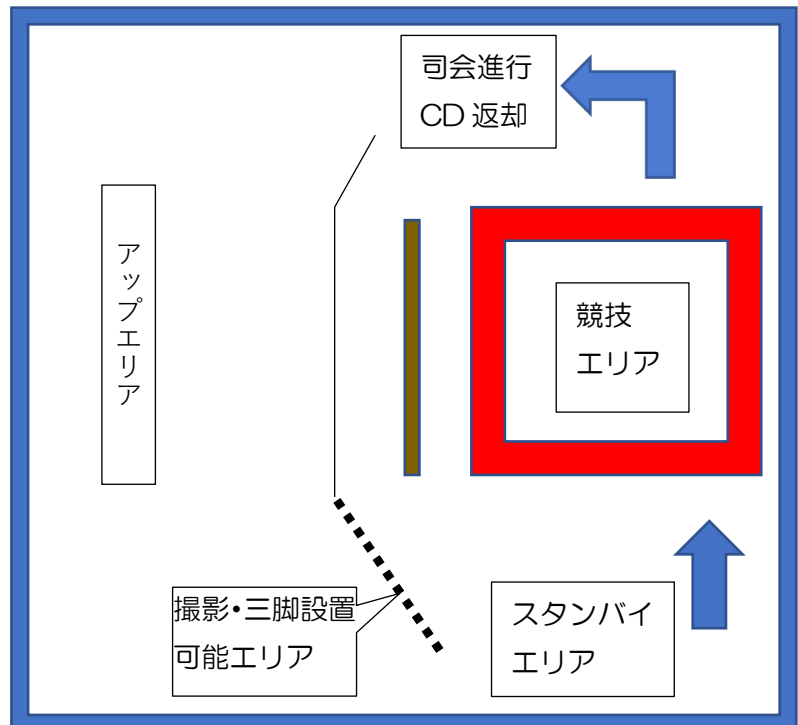 司会進行
CD 返却
アップエリア
競技
エリア
撮影・三脚設置
可能エリア
スタンバイ
エリア